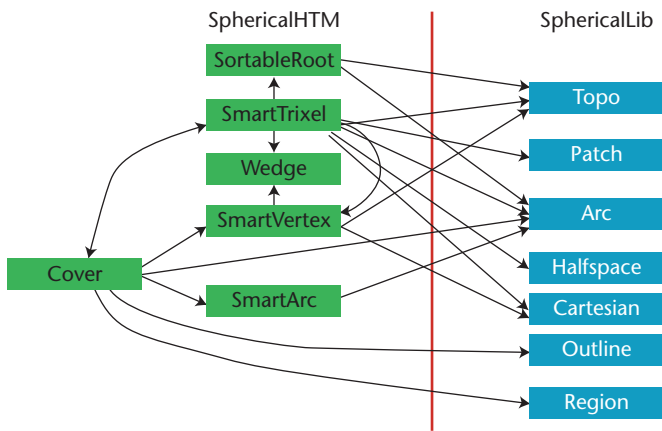 SphericalHTM
SphericalLib
SortableRoot
SmartTrixel
Wedge
SmartVertex
Cover
SmartArc
Topo
Patch
Arc
Halfspace
Cartesian
Outline
Region